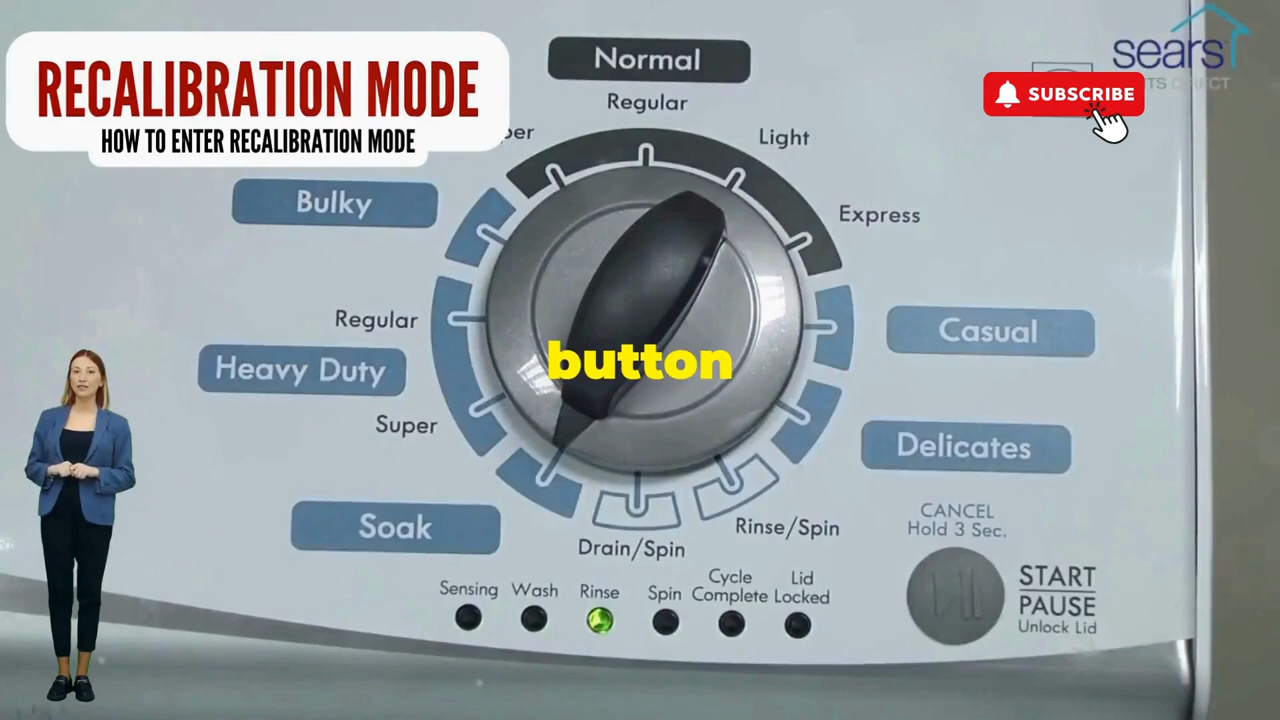 sears
RECALIBRATION MODE
HOW TO ENTER RECALIBRATION MODE
SUBSCRIBE
Normal
Regular
Light
Express
Bulky
Regular
Heavy Duty
Super
Casual
Delicates
Soak
button
Drain/Spin
Rinse/Spin
CANCEL
Hold 3 Sec.
START
PAUSE
Unlock Lid
Sensing
Wash
Rinse
Spin
Cycle
Complete
Lid
Locked